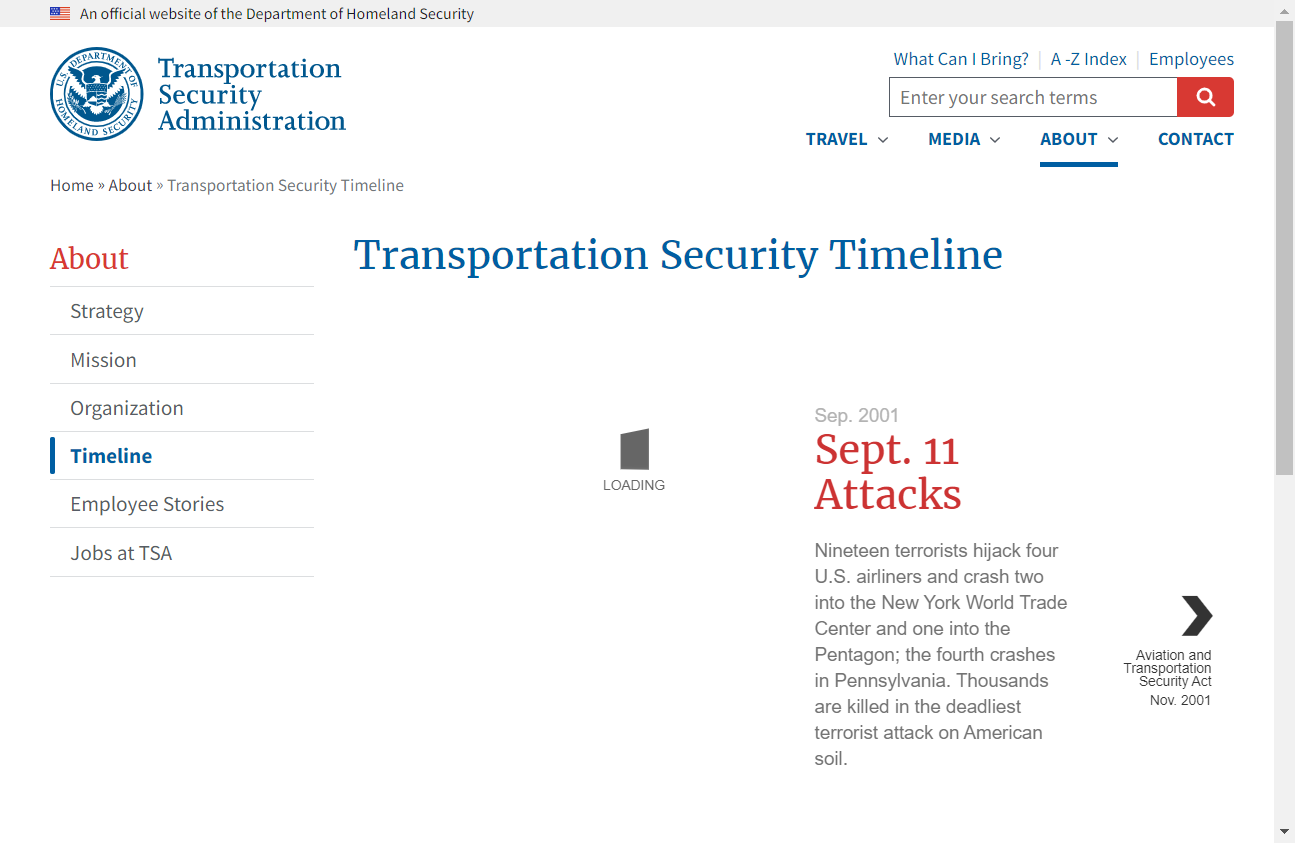 An official website of the Department of Homeland Security
U.S. DEPARTMENT OF HOMELAND SECURITY
Transportation
Security
Administration
What Can I Bring?
A -Z Index
Employees
Enter your search terms
TRAVEL
MEDIA
ABOUT
CONTACT
Home » About » Transportation Security Timeline
About
Strategy
Mission
Organization
Timeline
Employee Stories
Jobs at TSA
Transportation Security Timeline
LOADING
Sep. 2001
Sept. 11
Attacks
Nineteen terrorists hijack four
U.S. airliners and crash two
into the New York World Trade
Center and one into the
Pentagon; the fourth crashes
in Pennsylvania. Thousands
are killed in the deadliest
terrorist attack on American
soil.
Aviation and
Transportation
Security Act
Nov. 2001